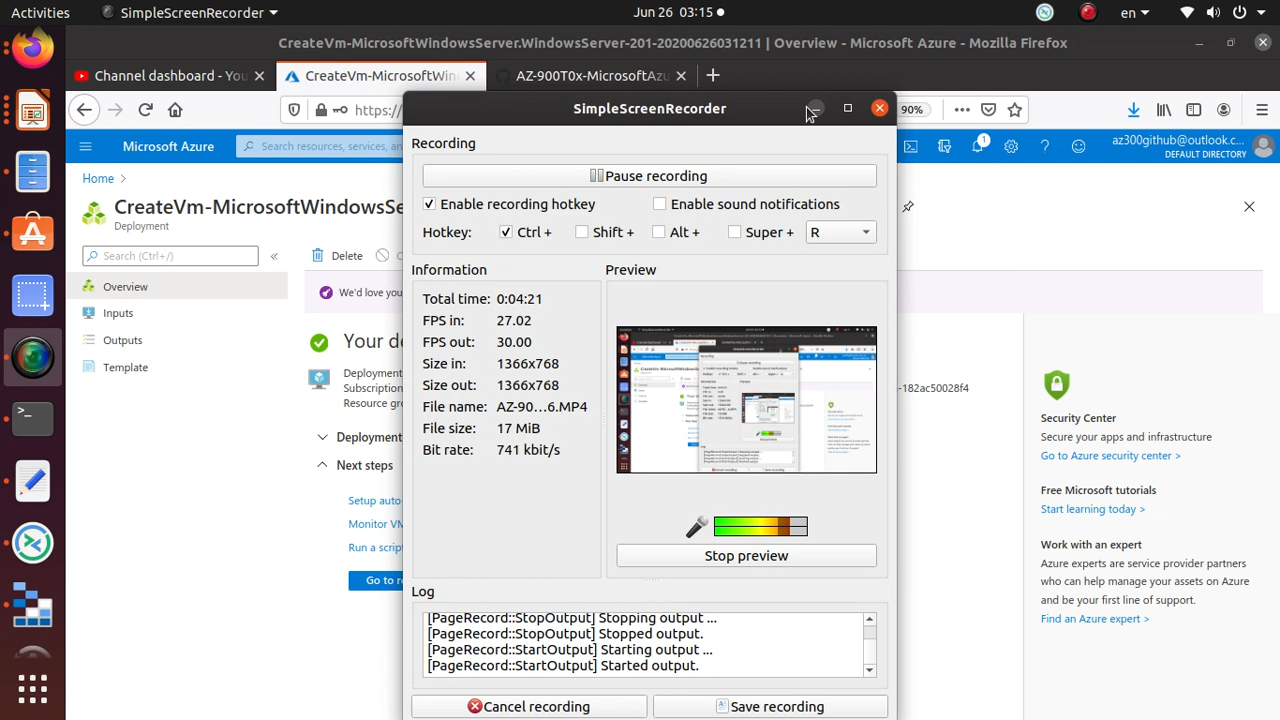 Activities
SimpleScreenRecorder
Jun 26 03:15
en
CreateVm-MicrosoftWindowsServer.WindowsServer-201-20200626031211 | Overview - Microsoft Azure - Mozilla Firefox
Channel dashboard - You
CreateVm-MicrosoftWin
AZ-900T0x-MicrosoftAzu
https://
90%
SimpleScreenRecorder
Microsoft Azure
Search resources, services, an
1
az300github@outlook.c...
DEFAULT DIRECTORY
Home
CreateVm-MicrosoftWindowsSe
Deployment
Search (Ctrl+/)
Delete
Overview
We'd love you
Inputs
Outputs
Template
Your de
Deployment
Subscription
Resource gro
-182ac50028f4
Deployment
Next steps
Setup auto-
Monitor VM
Run a scrip
Go to re
Recording
Pause recording
Enable recording hotkey
Enable sound notifications
Hotkey:
Ctrl +
Shift +
Alt +
Super +
R
Information
Preview
Total time: 0:04:21
FPS in: 27.02
FPS out: 30.00
Size in: 1366x768
Size out: 1366x768
File name: AZ-90...6.MP4
File size: 17 MiB
Bit rate: 741 kbit/s
Stop preview
Log
[PageRecord::StopOutput] Stopping output ...
[PageRecord::StopOutput] Stopped output.
[PageRecord::StartOutput] Starting output ...
[PageRecord::StartOutput] Started output.
Cancel recording
Save recording
Security Center
Secure your apps and infrastructure
Go to Azure security center >
Free Microsoft tutorials
Start learning today >
Work with an expert
Azure experts are service provider partners
who can help manage your assets on Azure
and be your first line of support.
Find an Azure expert >